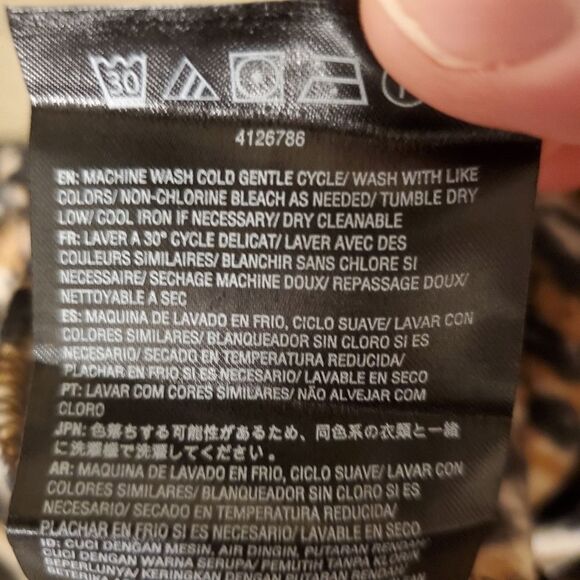 30
P
4126786
EN: MACHINE WASH COLD GENTLE CYCLE/ WASH WITH LIKE
COLORS/ NON-CHLORINE BLEACH AS NEEDED/ TUMBLE DRY
LOW/ COOL IRON IF NECESSARY/ DRY CLEANABLE
FR: LAVER A 30° CYCLE DELICAT/ LAVER AVEC DES
COULEURS SIMILAIRES/ BLANCHIR SANS CHLORE SI
NECESSAIRE/ SECHAGE MACHINE DOUX/ REPASSAGE DOUX/
NETTOYABLE A SEC
ES: MAQUINA DE LAVADO EN FRIO, CICLO SUAVE/ LAVAR CON
COLORES SIMILARES/ BLANQUEADOR SIN CLORO SI ES
NECESARIO/ SECADO EN TEMPERATURA REDUCIDA/
PLACHAR EN FRIO SI ES NECESARIO/ LAVABLE EN SECO
PT: LAVAR COM CORES SIMILARES/ NÃO ALVEJAR COM
CLORO
JPN: 色落ちする可能性があるため、同色系の衣類と一緒
に洗濯機で洗濯してください。
AR: MAQUINA DE LAVADO EN FRIO, CICLO SUAVE/ LAVAR CON
COLORES SIMILARES/ BLANQUEADOR SIN CLORO SI ES
NECESARIO/ SECADO EN TEMPERATURA REDUCIDA/
PLACHAR EN FRIO SI ES NECESARIO/ LAVABLE EN SECO
ID: CUCI DENGAN MESIN, AIR DINGIN, PUTARAN RENDAH/
CUCI DENGAN WARNA SERUPA/ PEMUTIH TANPA KLORIN
SEPERLUNYA/ KERINGKAN DENGAN PUTARAN